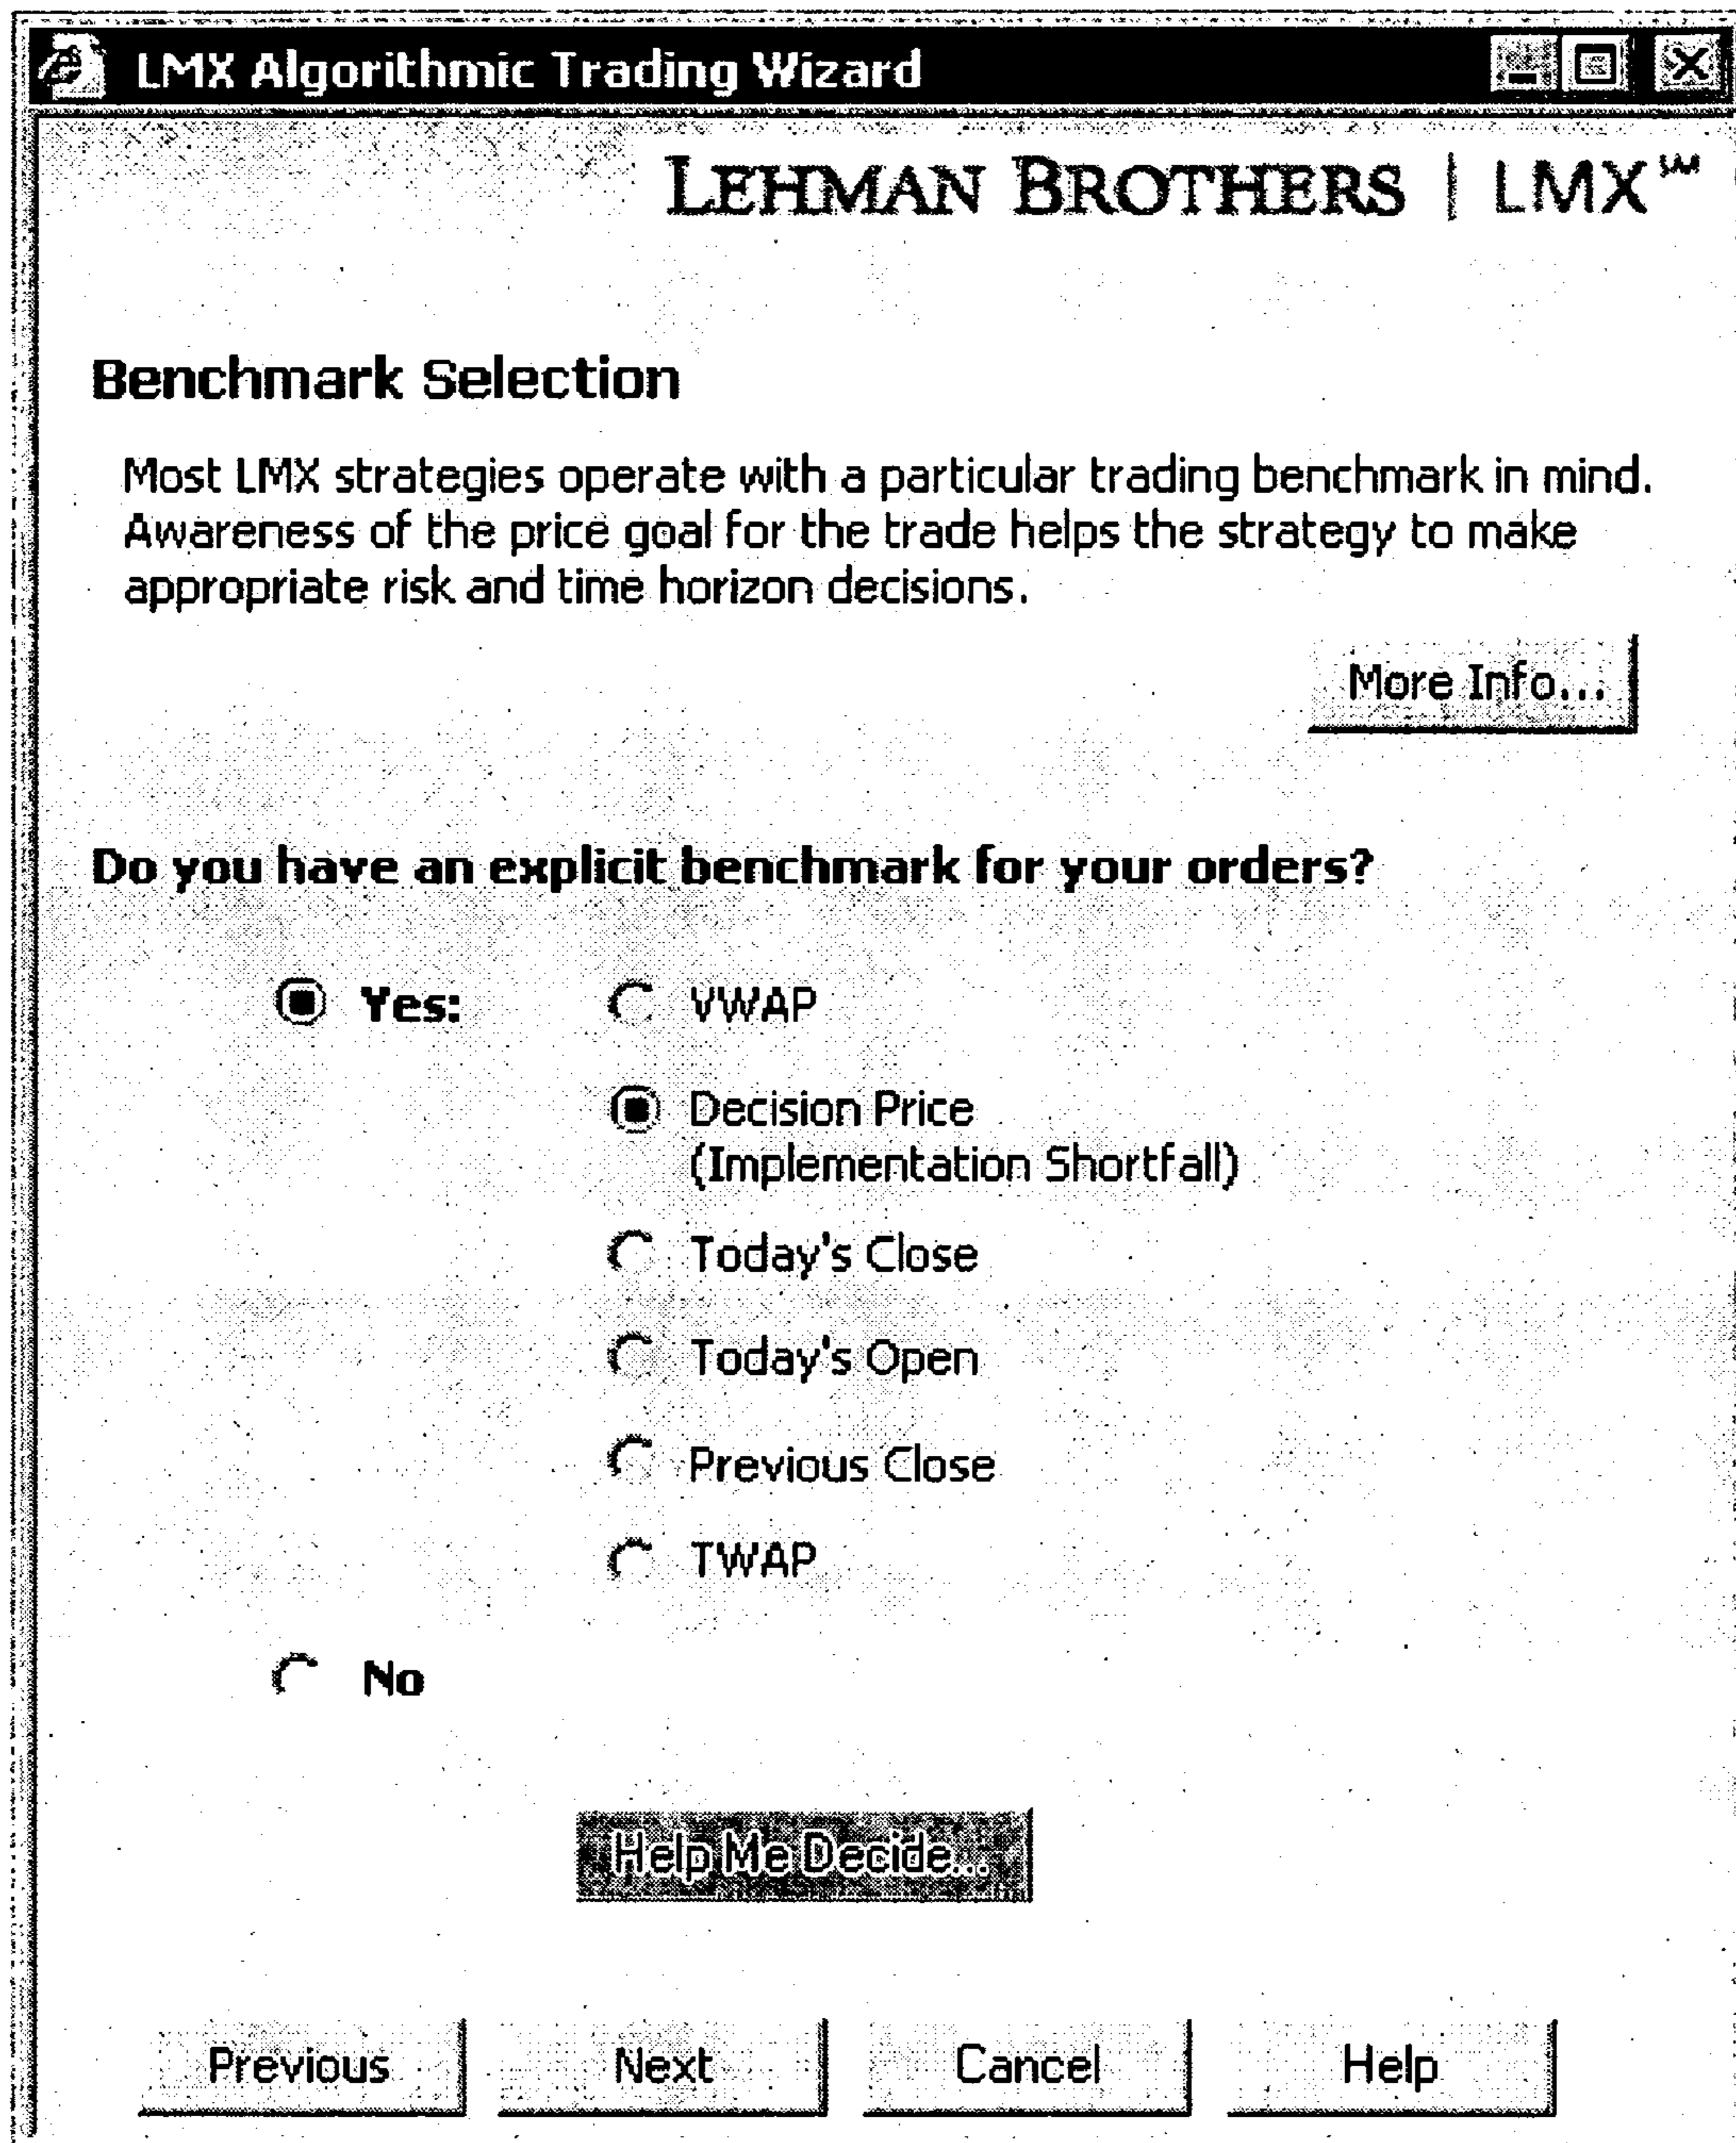 LMX Algorithmic Trading Wizard
LEHMAN BROTHERS | LMX℠
Benchmark Selection
Most LMX strategies operate with a particular trading benchmark in mind.
Awareness of the price goal for the trade helps the strategy to make
appropriate risk and time horizon decisions.
More Info...
Do you have an explicit benchmark for your orders?
Yes: VWAP
Decision Price
(Implementation Shortfall)
Today's Close
Today's Open
Previous Close
TWAP
No
Help Me Decide...
Previous Next Cancel Help